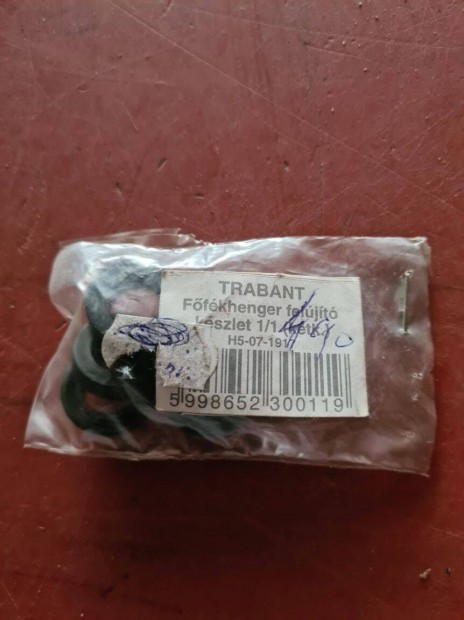 TRABANT
Főfékhenger felújító
készlet 1/1
H5-07-191
5 998652 300119